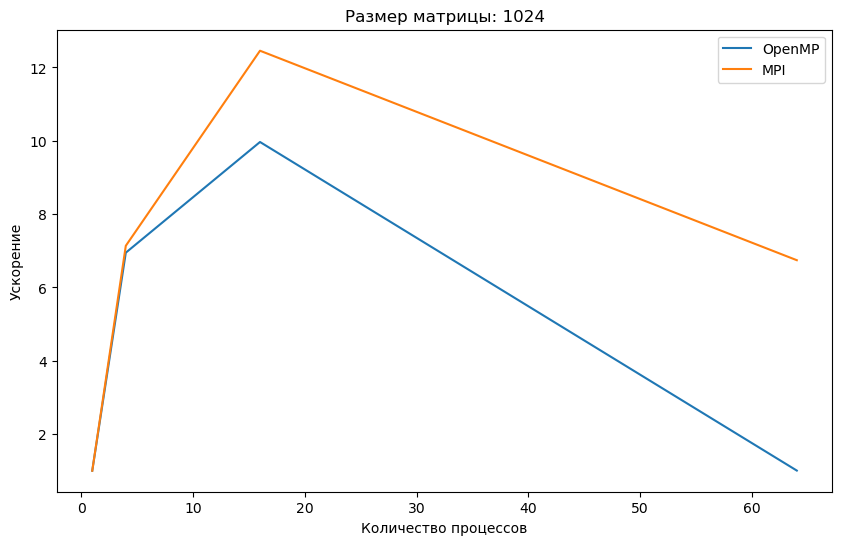 Размер матрицы: 1024
OpenMP
MPI
Ускорение
12
10
8
6
4
2
0 10 20 30 40 50 60
Количество процессов